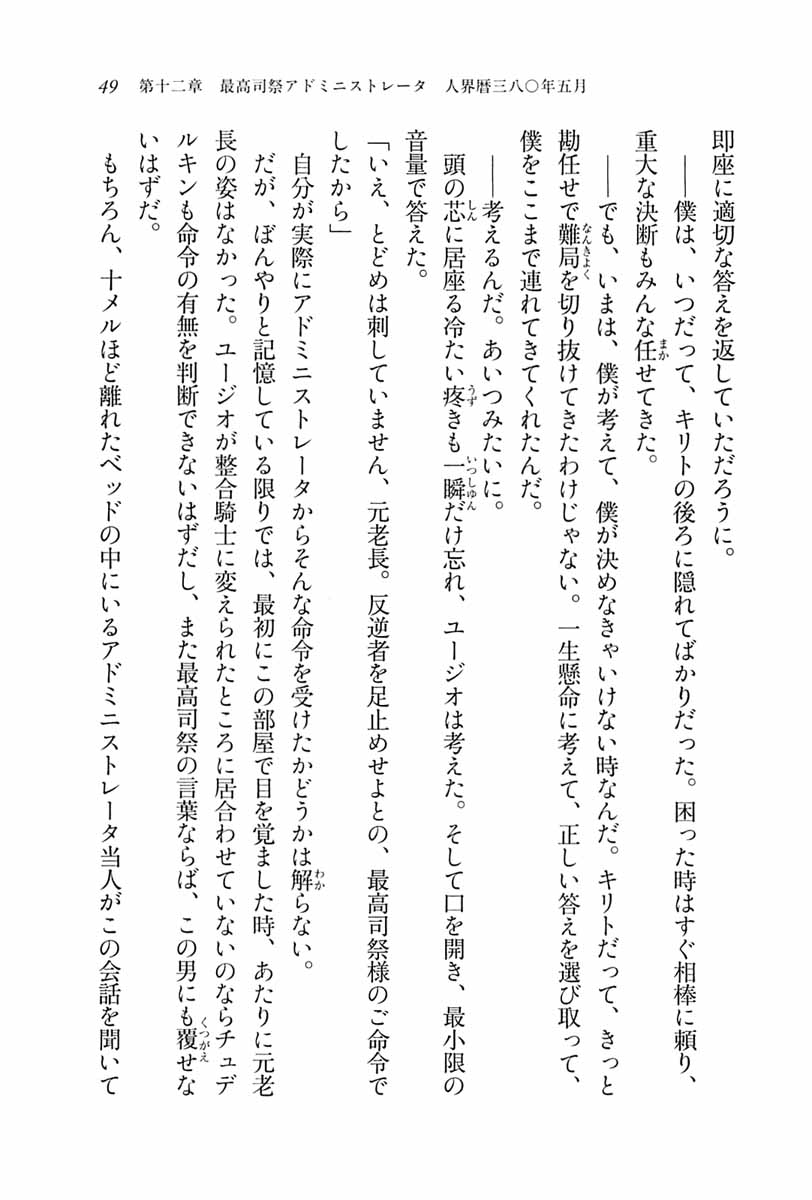 49　第十二章　最高司祭アドミニストレータ　人界暦三八〇年五月
即座に適切な答えを返していただろうに。
――僕は、いつだって、キリトの後ろに隠れてばかりだった。困った時はすぐ相棒に頼り、
重大な決断もみんな任せてきた。
――でも、いまは、僕が考えて、僕が決めなきゃいけない時なんだ。キリトだって、きっと
勘任せで難局を切り抜けてきたわけじゃない。一生懸命に考えて、正しい答えを選び取って、
僕をここまで連れてきてくれたんだ。
――考えるんだ。あいつみたいに。
頭の芯に居座る冷たい疼きも一瞬だけ忘れ、ユージオは考えた。そして口を開き、最小限の
音量で答えた。
「いえ、とどめは刺していません、元老長。反逆者を足止めせよとの、最高司祭様のご命令で
したから」
自分が実際にアドミニストレータからそんな命令を受けたかどうかは解らない。
だが、ぼんやりと記憶している限りでは、最初にこの部屋で目を覚ました時、あたりに元老
長の姿はなかった。ユージオが整合騎士に変えられたところに居合わせていないのならチュデ
ルキンも命令の有無を判断できないはずだし、また最高司祭の言葉ならば、この男にも覆せな
いはずだ。
もちろん、十メルほど離れたベッドの中にいるアドミニストレータ当人がこの会話を聞いて